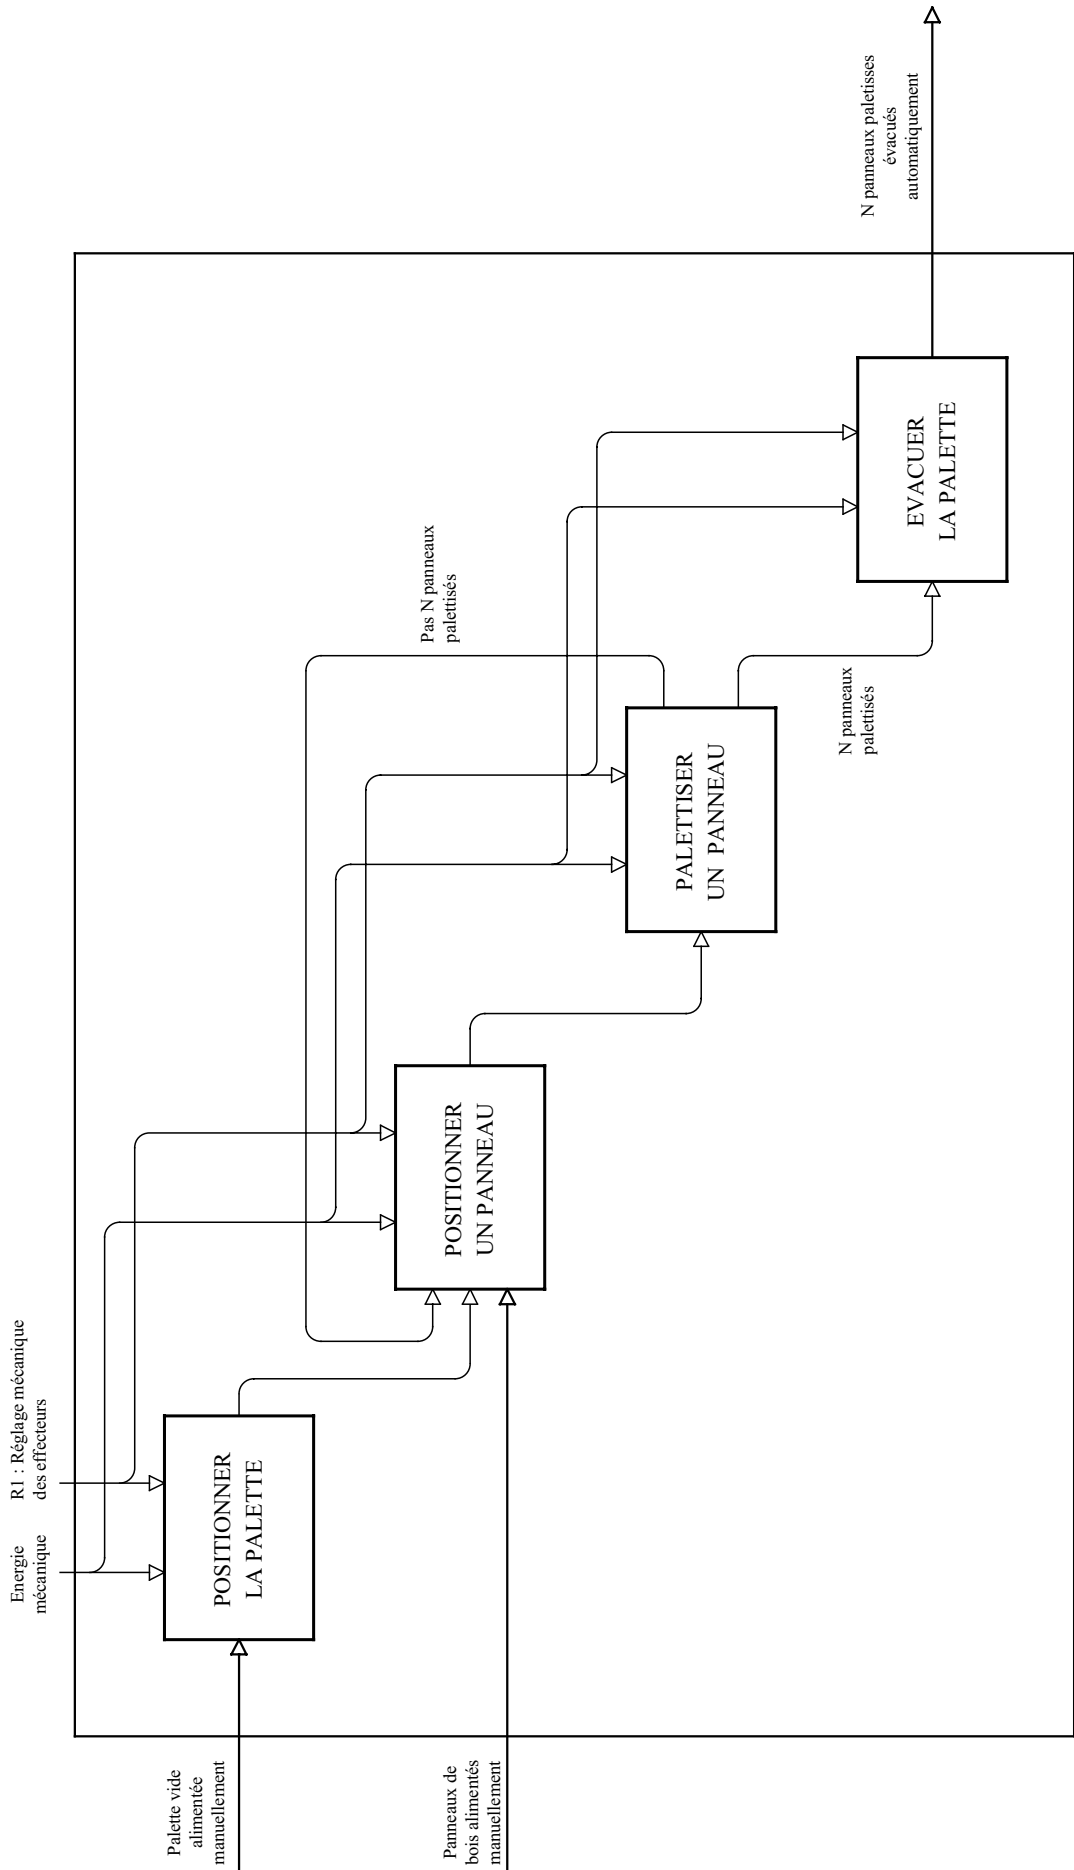 Energie
mécanique
R1 : Réglage mécanique
des effecteurs
Palette vide
alimentée
manuellement
POSITIONNER
LA PALETTE
Panneaux de
bois alimentés
manuellement
POSITIONNER
UN PANNEAU
Pas N panneaux
palettisés
PALETTISER
UN PANNEAU
N panneaux
palettisés
EVACUER
LA PALETTE
N panneaux paletisses
évacués
automatiquement